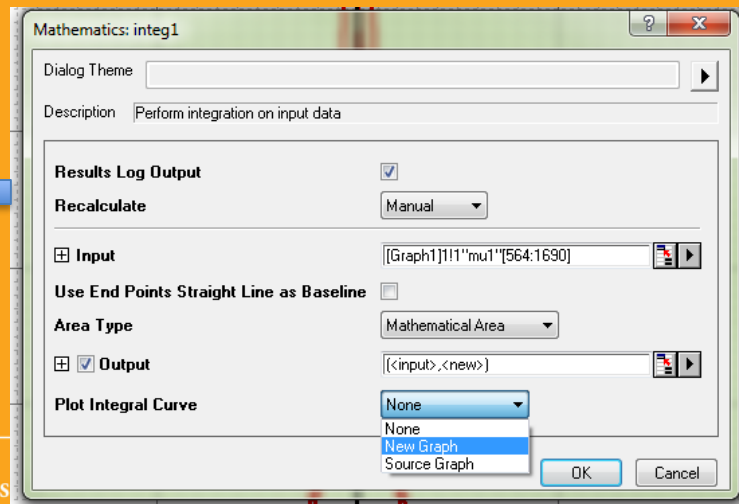 Mathematics: integ1
Dialog Theme
Description Perform integration on input data
Results Log Output
Recalculate Manual
Input [Graph1]1!1"mu1"[564:1690]
Use End Points Straight Line as Baseline
Area Type Mathematical Area
Output (<input>,<new>)
Plot Integral Curve None
None
New Graph
Source Graph
OK Cancel